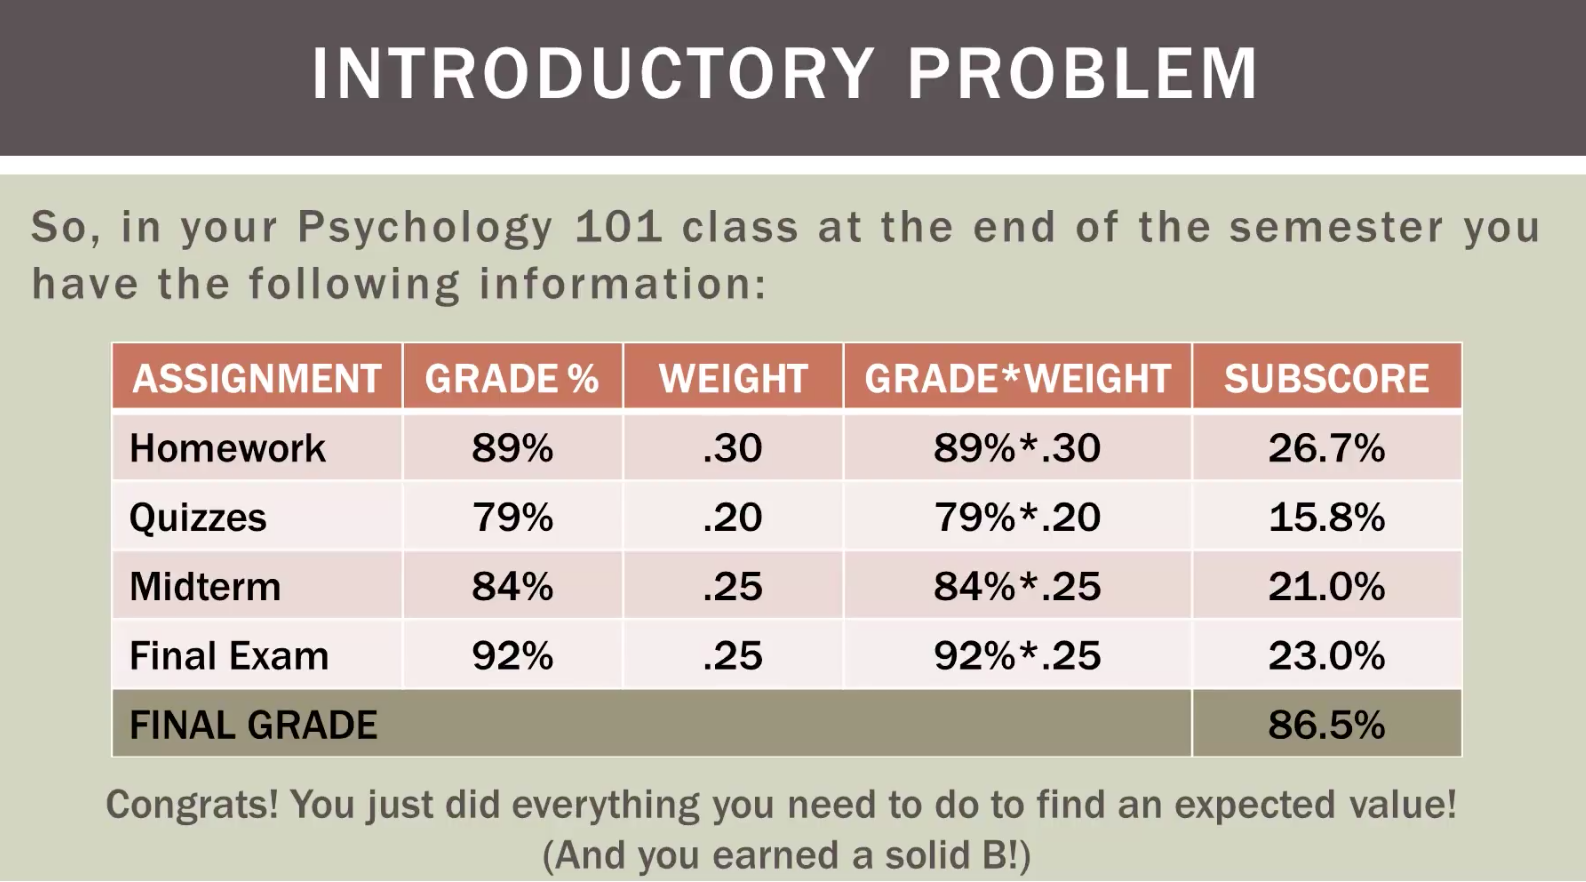 INTRODUCTORY PROBLEM
So, in your Psychology 101 class at the end of the semester you
have the following information:
ASSIGNMENT GRADE % WEIGHT GRADE*WEIGHT SUBSCORE
Homework 89% .30 89%*.30 26.7%
Quizzes 79% .20 79%*.20 15.8%
Midterm 84% .25 84%*.25 21.0%
Final Exam 92% .25 92%*.25 23.0%
FINAL GRADE 86.5%
Congrats! You just did everything you need to do to find an expected value!
(And you earned a solid B!)